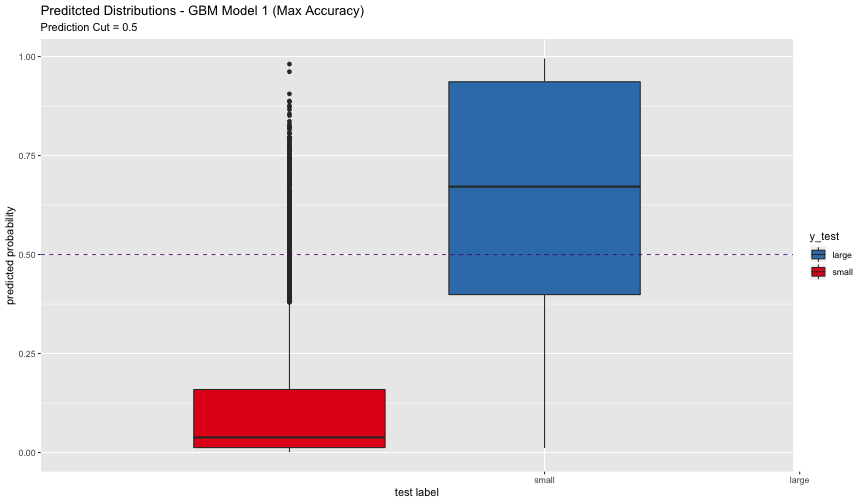 Preditcted Distributions - GBM Model 1 (Max Accuracy)
Prediction Cut = 0.5
1.00
0.75
0.50
0.25
0.00
predicted probability
small
large
test label
y_test
large
small